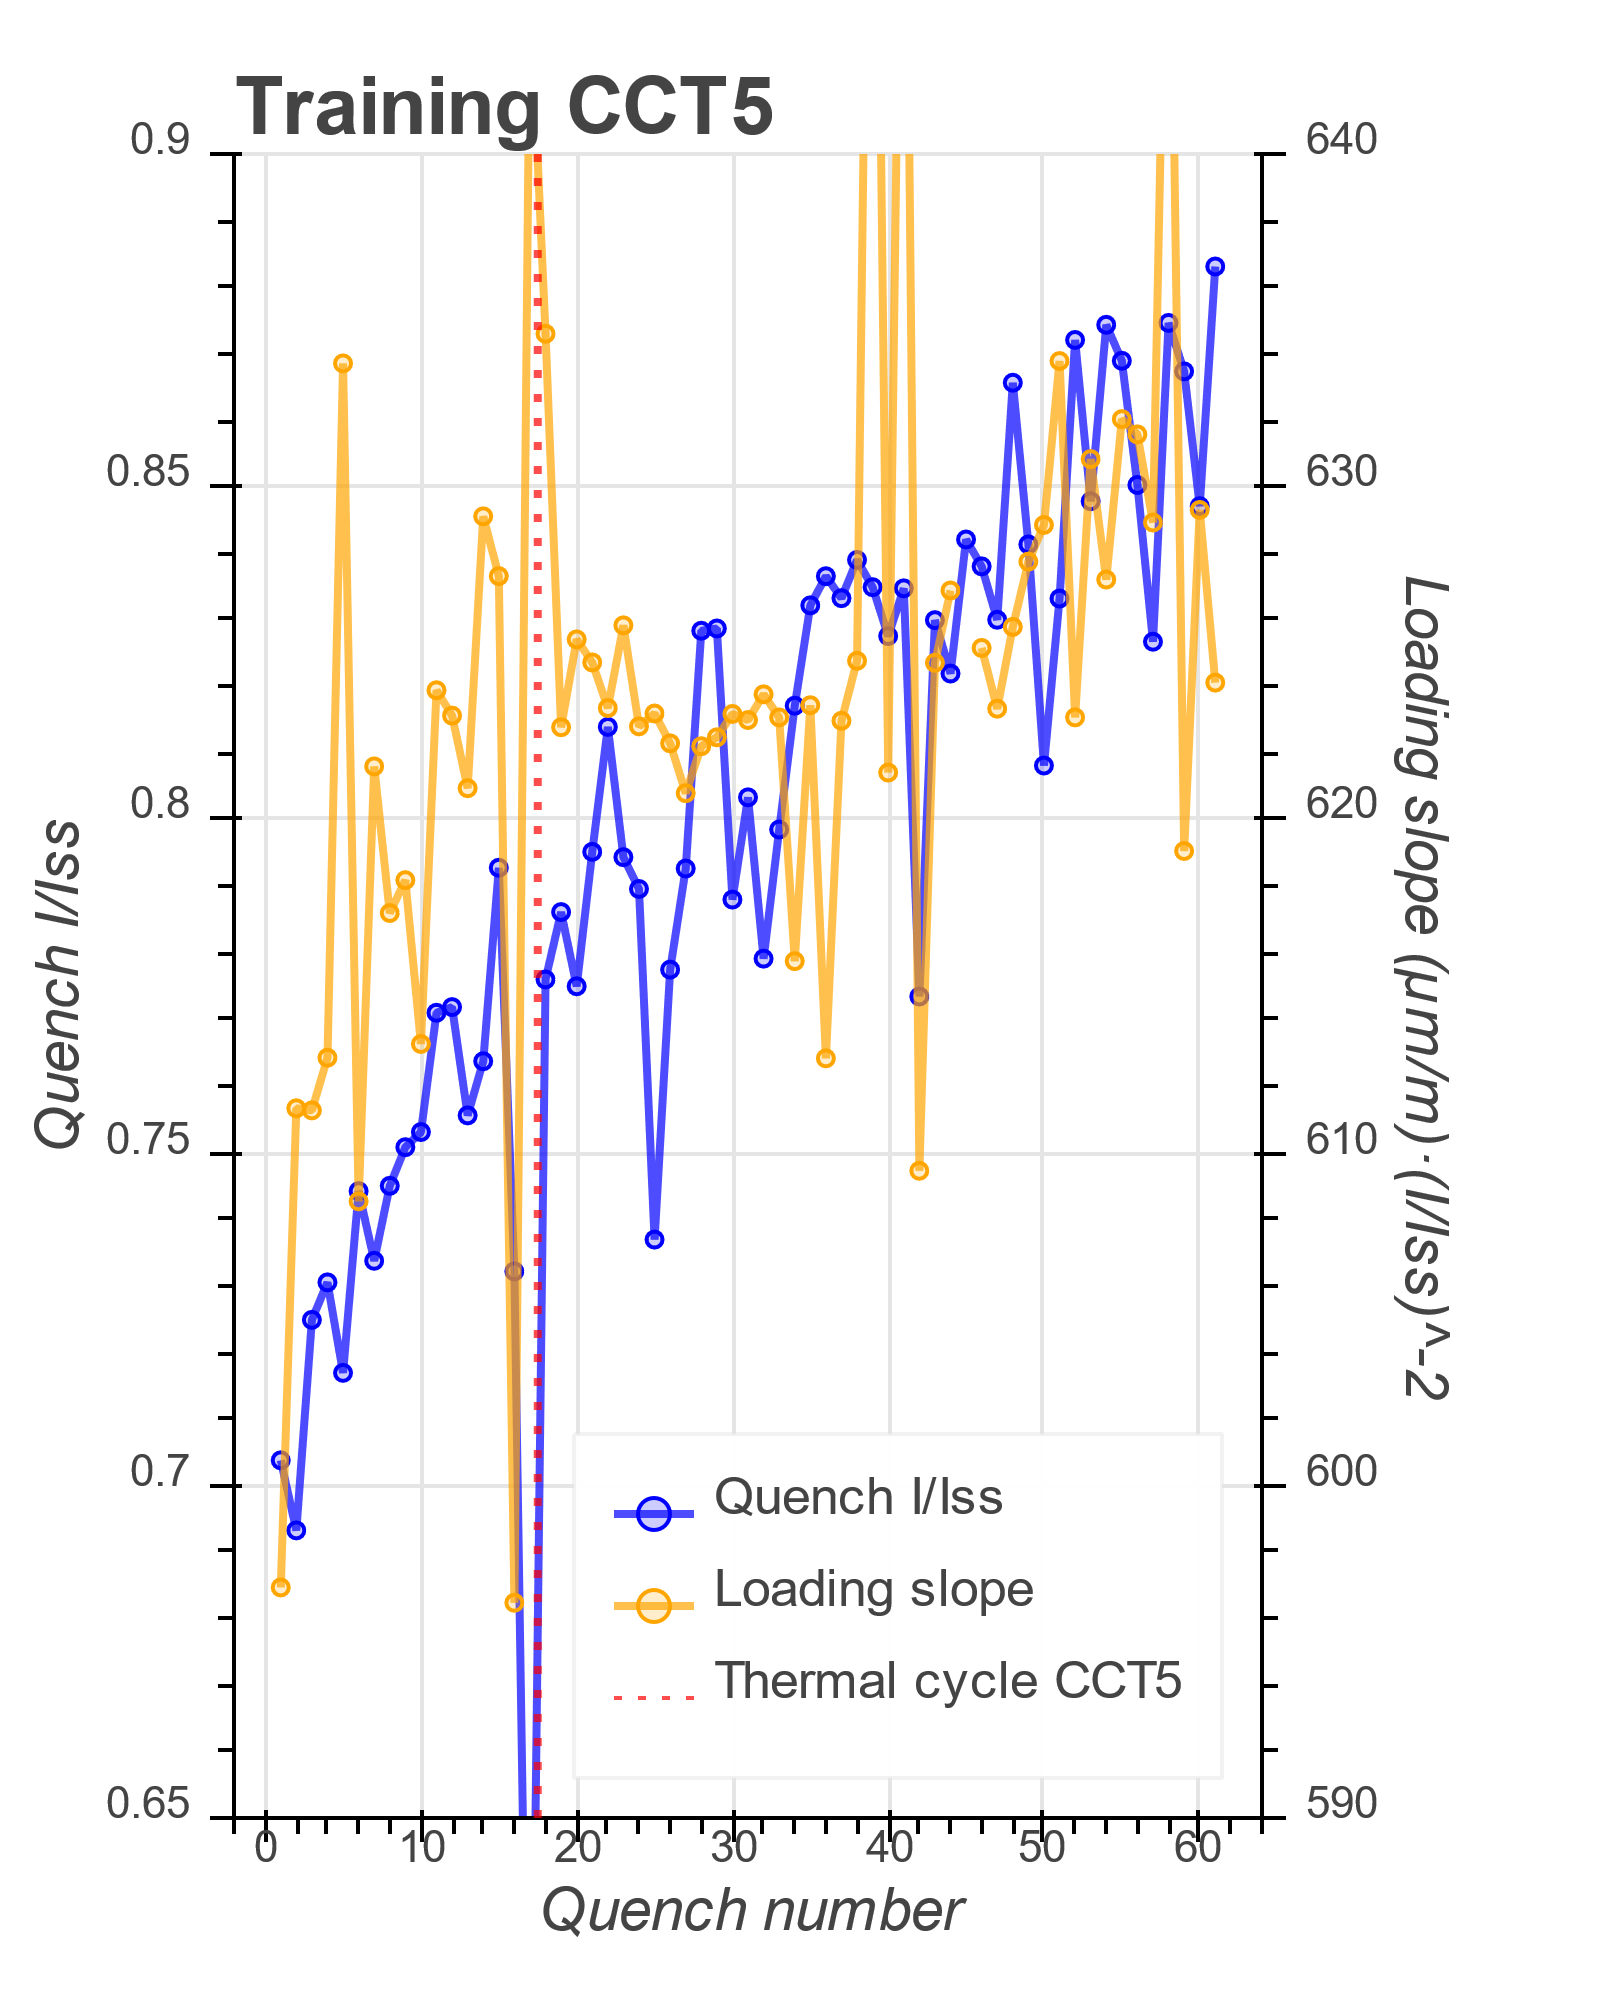 Training CCT5
0.9
0.85
0.8
0.75
0.7
0.65
Quench I/Iss
640
630
620
610
600
590
Loading slope (μm/m)·(I/Iss)^-2
Quench I/Iss
Loading slope
Thermal cycle CCT5
0 10 20 30 40 50 60
Quench number